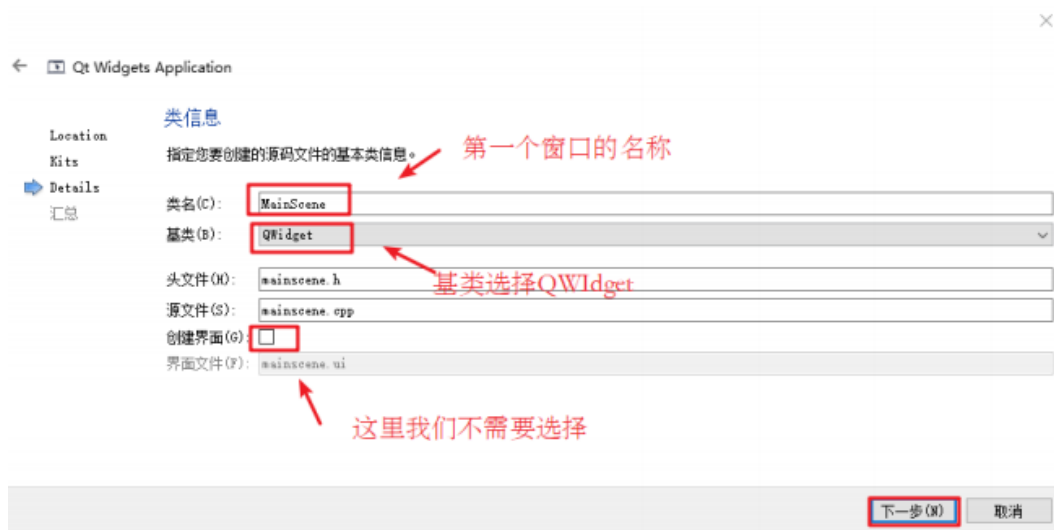 Qt Widgets Application
类信息
Location
第一个窗口的名称
Kits
指定您要创建的源码文件的基本类信息。
Details
类名(C): MainScene
汇总
基类(B): QWidget
头文件(H): mainscene.h
基类选择QWIdget
源文件(S): mainscene.cpp
创建界面(G):
界面文件(F): mainscene.ui
这里我们不需要选择
下一步(N) 取消